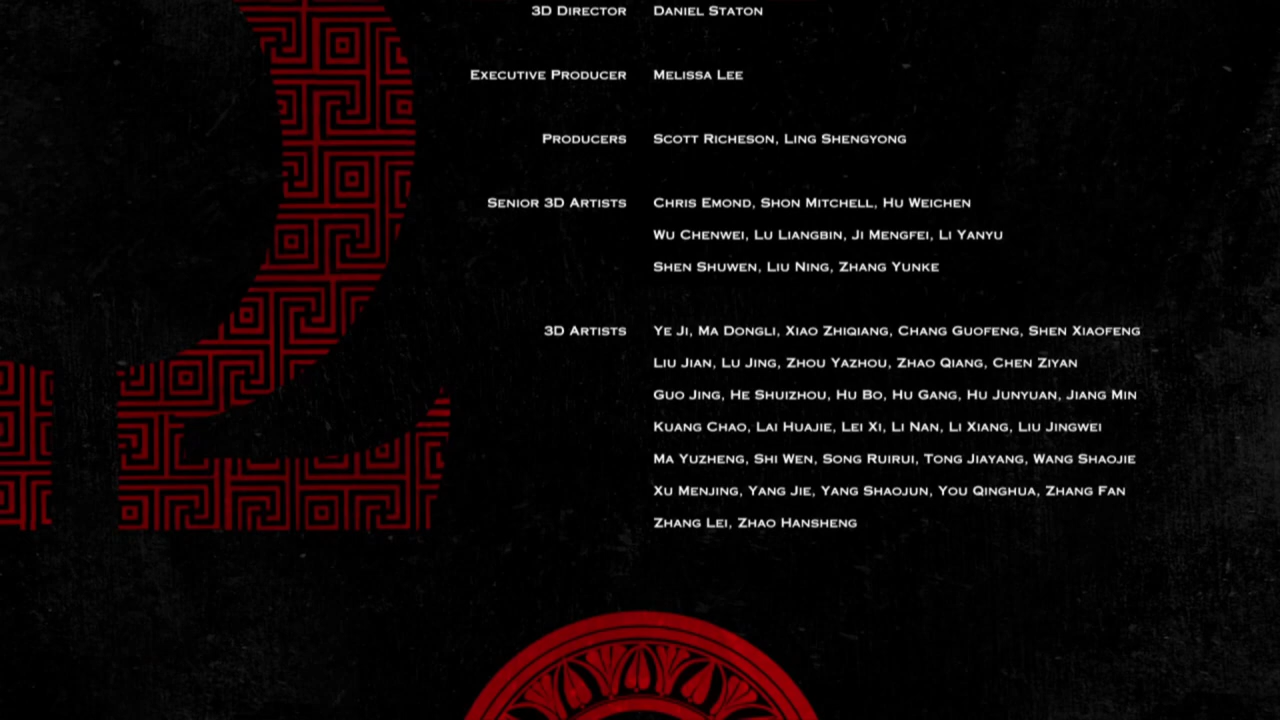 3D Director Daniel Staton
Executive Producer Melissa Lee
Producers Scott Richeson, Ling Shengyong
Senior 3D Artists Chris Emond, Shon Mitchell, Hu Weichen
Wu Chenwei, Lu Liangbin, Ji Mengfei, Li Yanyu
Shen Shuwen, Liu Ning, Zhang Yunke
3D Artists Ye Ji, Ma Dongli, Xiao Zhiqiang, Chang Guofeng, Shen Xiaofeng
Liu Jian, Lu Jing, Zhou Yazhou, Zhao Qiang, Chen Ziyan
Guo Jing, He Shuizhou, Hu Bo, Hu Gang, Hu Junyuan, Jiang Min
Kuang Chao, Lai Huajie, Lei Xi, Li Nan, Li Xiang, Liu Jingwei
Ma Yuzheng, Shi Wen, Song Ruirui, Tong Jiayang, Wang Shaojie
Xu Menjing, Yang Jie, Yang Shaojun, You Qinghua, Zhang Fan
Zhang Lei, Zhao Hansheng